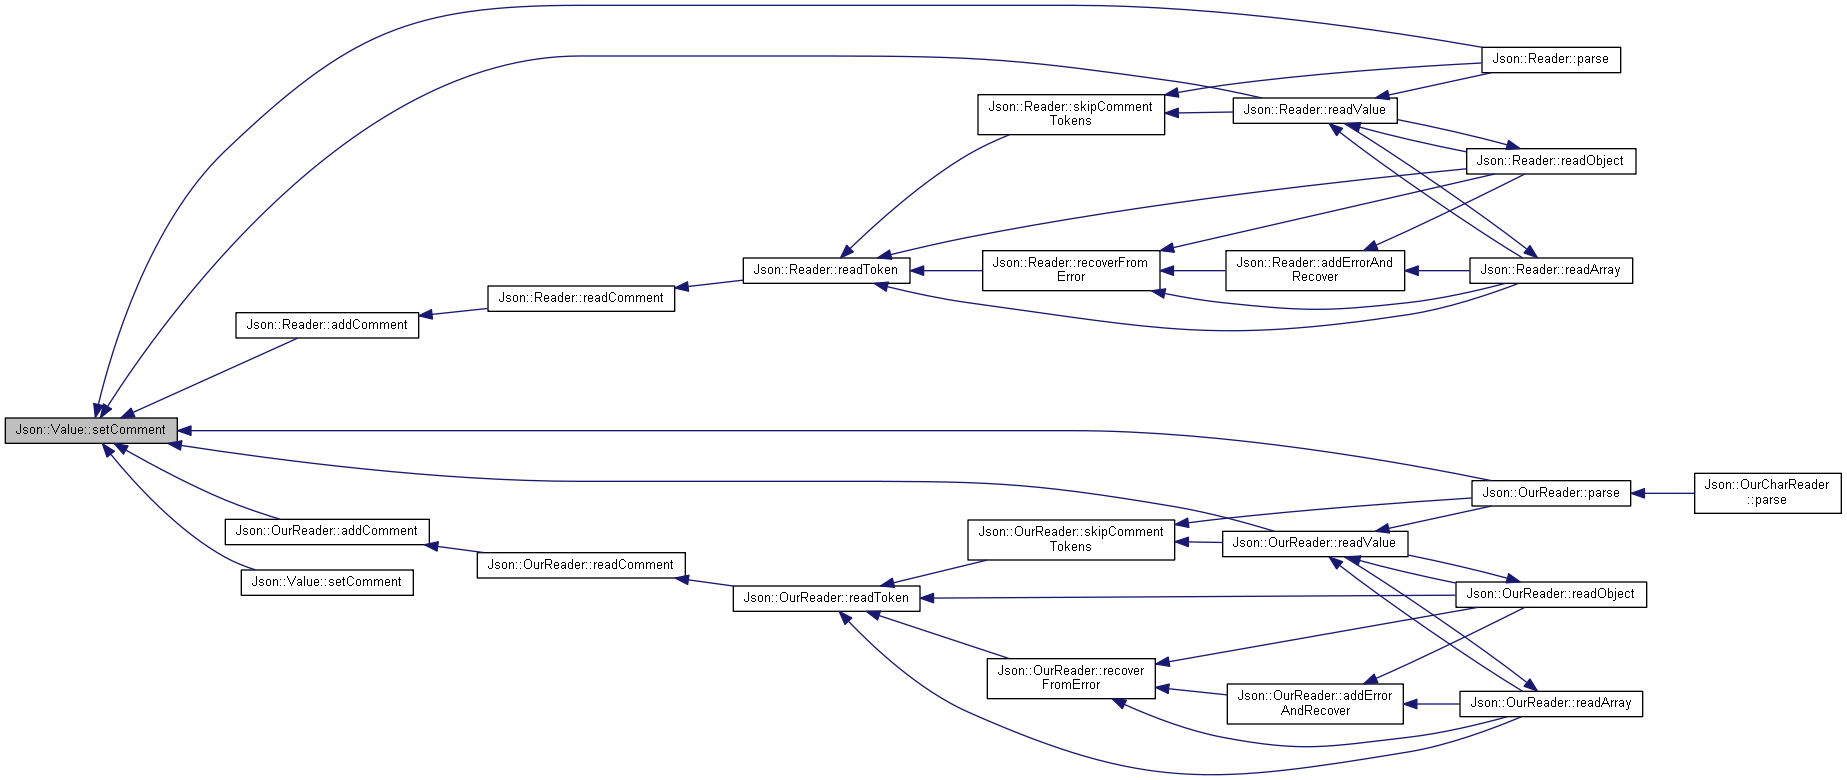 Json::Reader::parse
Json::Reader::skipComment
Tokens
Json::Reader::readValue
Json::Reader::readObject
Json::Reader::readToken
Json::Reader::recoverFrom
Error
Json::Reader::addErrorAnd
Recover
Json::Reader::readArray
Json::Reader::readComment
Json::Reader::addComment
Json::Value::setComment
Json::OurReader::parse
Json::OurCharReader
::parse
Json::OurReader::addComment
Json::OurReader::skipComment
Tokens
Json::OurReader::readValue
Json::OurReader::readComment
Json::Value::setComment
Json::OurReader::readToken
Json::OurReader::readObject
Json::OurReader::recover
FromError
Json::OurReader::addError
AndRecover
Json::OurReader::readArray